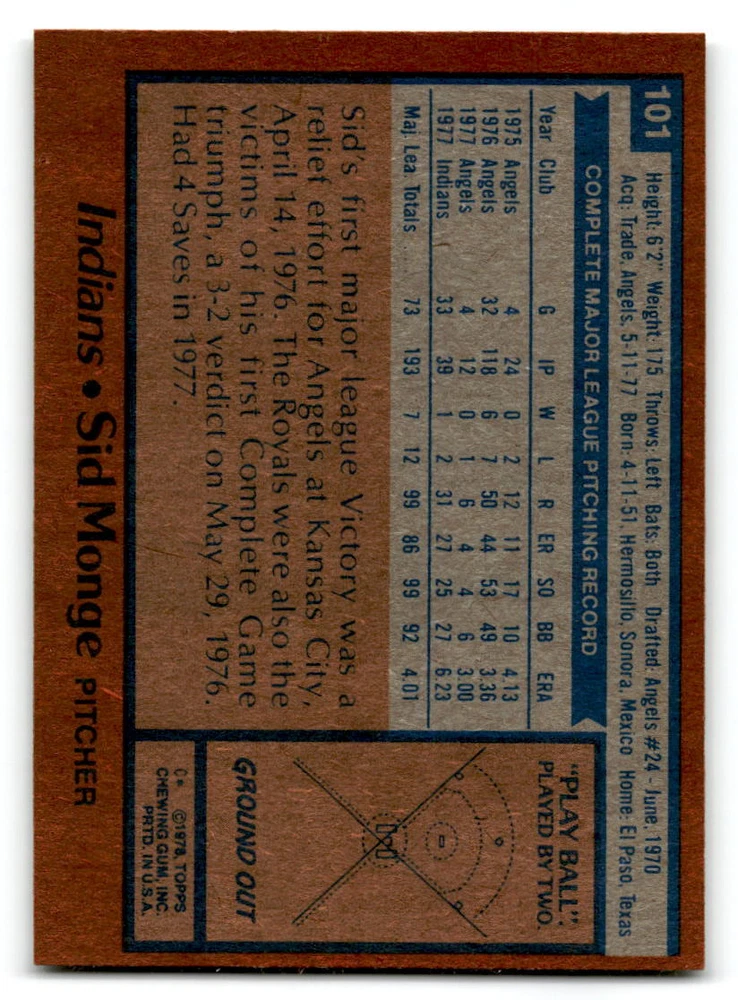 101
Height: 6'2" Weight: 175 Throws: Left Bats: Both Drafted: Angels #24 - June, 1970
Acq: Trade, Angels, 5-11-77 Born: 4-11-51, Hermosillo, Sonora, Mexico Home: El Paso, Texas
COMPLETE MAJOR LEAGUE PITCHING RECORD
Year Club G IP W L R ER SO BB ERA
1975 Angels 4 24 0 2 12 11 17 10 4.13
1976 Angels 32 118 6 7 50 44 53 49 3.36
1977 Angels 4 12 0 1 6 4 4 6 3.00
1977 Indians 33 39 1 2 31 27 25 27 6.23
Maj. Lea. Totals 73 193 7 12 99 86 99 92 4.01
Sid's first major league Victory was a
relief effort for Angels at Kansas City,
April 14, 1976. The Royals were also the
victims of his first Complete Game
triumph, a 3-2 verdict on May 29, 1976.
Had 4 Saves in 1977.
"PLAY BALL":
PLAYED BY TWO.
GROUND OUT
©1978, TOPPS
CHEWING GUM, INC.
PRTD. IN U.S.A.
Indians • Sid Monge PITCHER